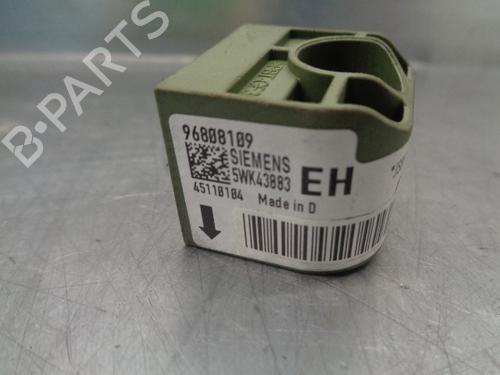 96808109
SIEMENS
5WK43883
EH
45110104
Made in D
B-PARTS